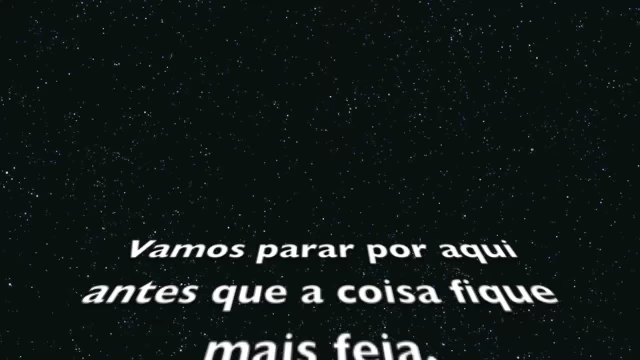 Vamos parar por aqui
antes que a coisa fique
mais feia.